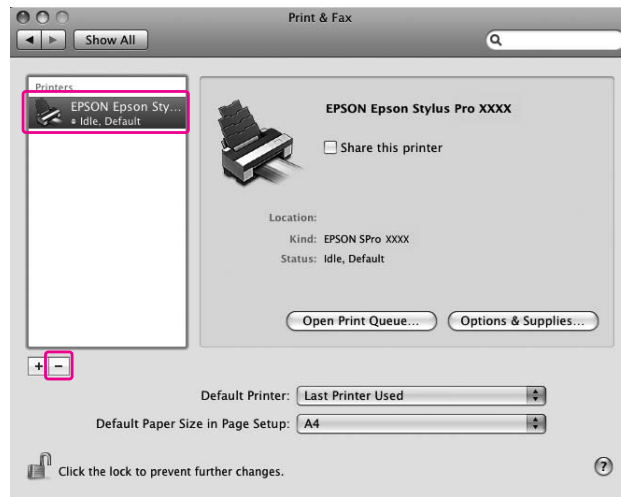 Print & Fax
Show All
Printers
EPSON Epson Sty...
Idle, Default
EPSON Epson Stylus Pro XXXX
Share this printer
Location:
Kind: EPSON SPro XXXX
Status: Idle, Default
Open Print Queue... Options & Supplies...
+ −
Default Printer: Last Printer Used
Default Paper Size in Page Setup: A4
Click the lock to prevent further changes. ?